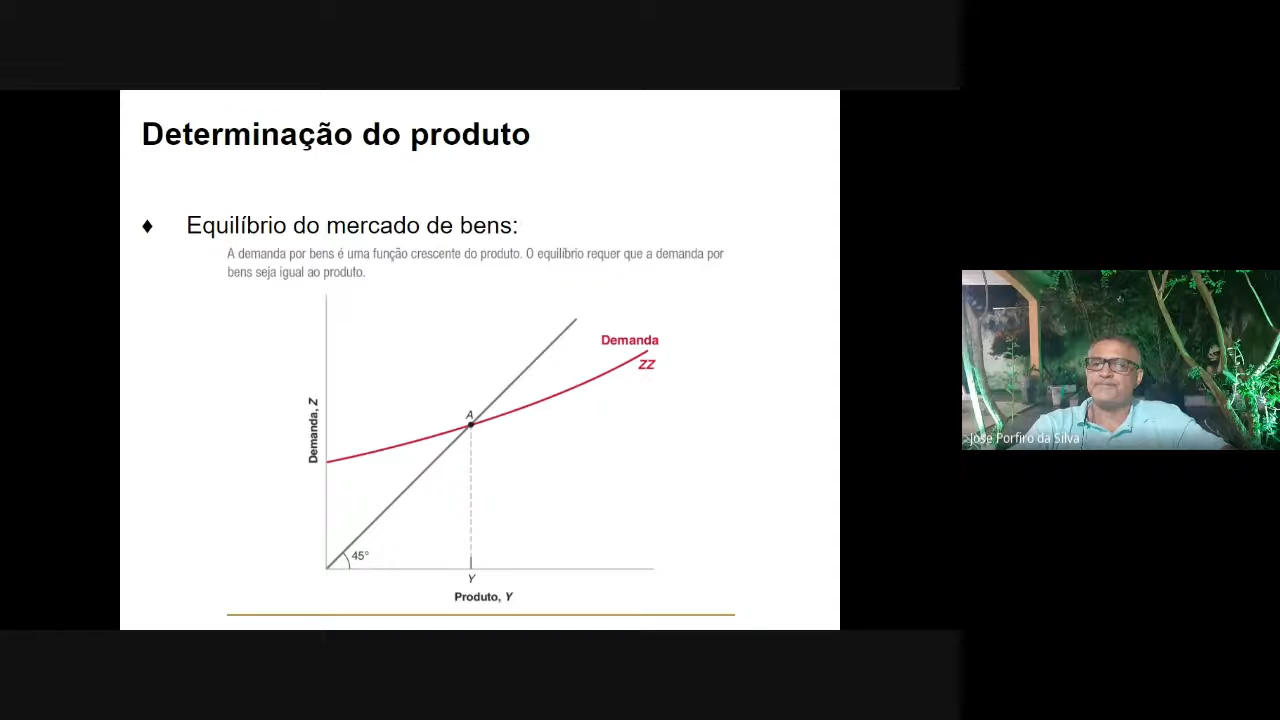 Determinação do produto
♦ Equilíbrio do mercado de bens:
A demanda por bens é uma função crescente do produto. O equilíbrio requer que a demanda por
bens seja igual ao produto.
Demanda
ZZ
A
Demanda, Z
45°
Y
Produto, Y
Jose Porfiro da Silva